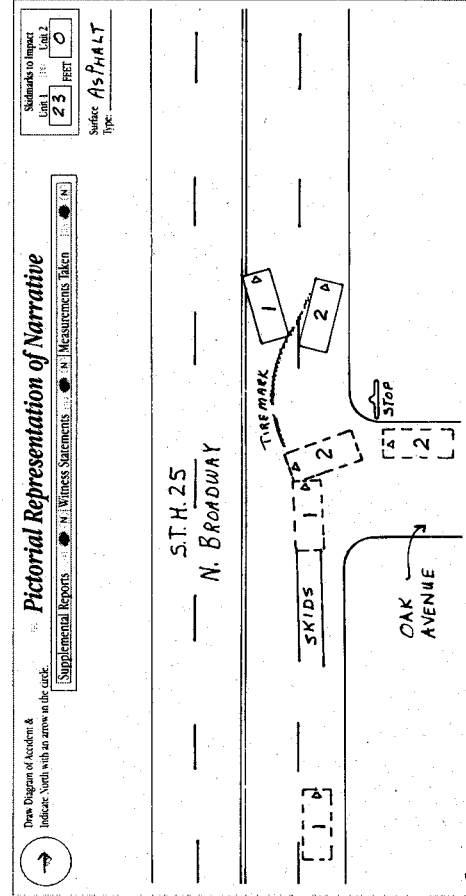 Draw Diagram of Accident &
Indicate North with an arrow in the circle.
Pictorial Representation of Narrative
Supplemental Reports N Witness Statements N Measurements Taken N
Skidmarks to Impact
Unit 1 Unit 2
23 FEET 0
Surface ASPHALT
Type:
S.T.H. 25
N. BROADWAY
TIREMARK
1
2
2
1
SKIDS
1
STOP
2
OAK
AVENUE